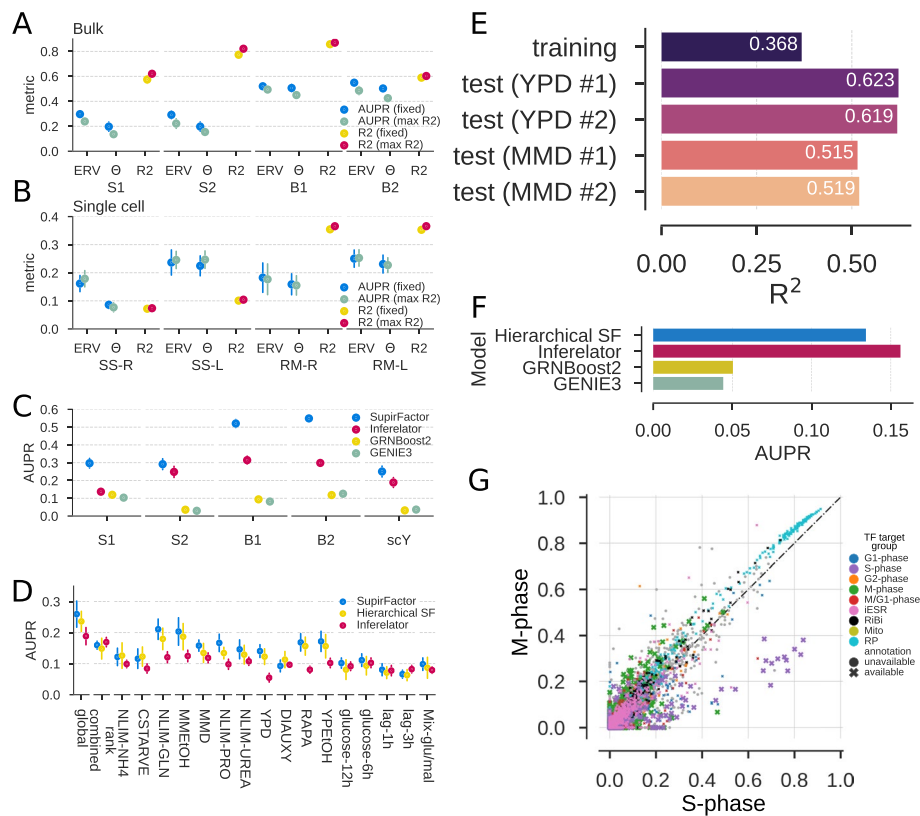 A
Bulk
metric
0.8
0.6
0.4
0.2
0.0
AUPR (fixed)
AUPR (max R2)
R2 (fixed)
R2 (max R2)
ERV Θ R2 ERV Θ R2 ERV Θ R2 ERV Θ R2
S1 S2 B1 B2
B
Single cell
metric
0.4
0.3
0.2
0.1
0.0
AUPR (fixed)
AUPR (max R2)
R2 (fixed)
R2 (max R2)
ERV Θ R2 ERV Θ R2 ERV Θ R2 ERV Θ R2
SS-R SS-L RM-R RM-L
C
AUPR
0.6
0.5
0.4
0.3
0.2
0.1
0.0
SupirFactor
Inferelator
GRNBoost2
GENIE3
S1 S2 B1 B2 scY
D
AUPR
0.3
0.2
0.1
0.0
SupirFactor
Hierarchical SF
Inferelator
global
combined
rank
NLIM-NH4
CSTARVE
NLIM-GLN
MMEtOH
MMD
NLIM-PRO
NLIM-UREA
YPD
DIAUXY
RAPA
YPEtOH
glucose-12h
glucose-6h
lag-1h
lag-3h
Mix-glu/mal
E
training 0.368
test (YPD #1) 0.623
test (YPD #2) 0.619
test (MMD #1) 0.515
test (MMD #2) 0.519
0.00 0.25 0.50
R²
F
Model
Hierarchical SF
Inferelator
GRNBoost2
GENIE3
0.00 0.05 0.10 0.15
AUPR
G
M-phase
1.0
0.8
0.6
0.4
0.2
0.0
0.0 0.2 0.4 0.6 0.8 1.0
S-phase
TF target
group
G1-phase
S-phase
G2-phase
M-phase
M/G1-phase
iESR
RiBi
Mito
RP
annotation
unavailable
available